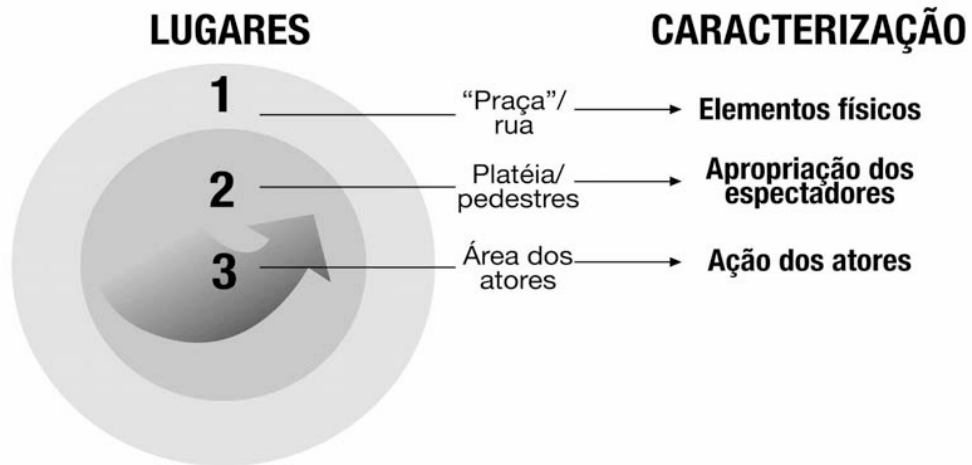 LUGARES
CARACTERIZAÇÃO
1
“Praça”/
rua
Elementos físicos
2
Platéia/
pedestres
Apropriação dos
espectadores
3
Área dos
atores
Ação dos atores